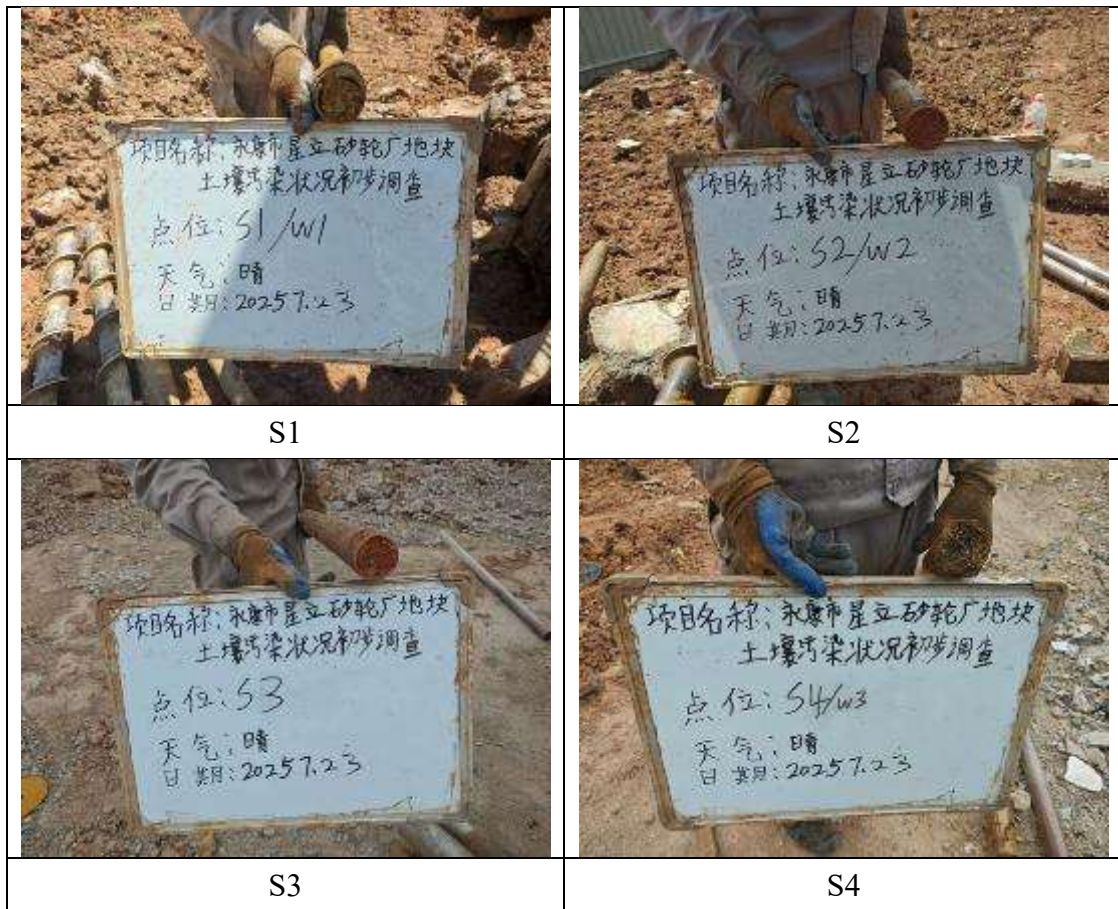 项目名称:永康市星立砂轮厂地块
土壤污染状况初步调查
点位:S1/W1
天气:晴
日期:2025.7.23
项目名称:永康市星立砂轮厂地块
土壤污染状况初步调查
点位:S2/W2
天气:晴
日期:2025.7.23
S1
S2
项目名称:永康市星立砂轮厂地块
土壤污染状况初步调查
点位:S3
天气:晴
日期:2025.7.23
项目名称:永康市星立砂轮厂地块
土壤污染状况初步调查
点位:S4/W3
天气:晴
日期:2025.7.23
S3
S4